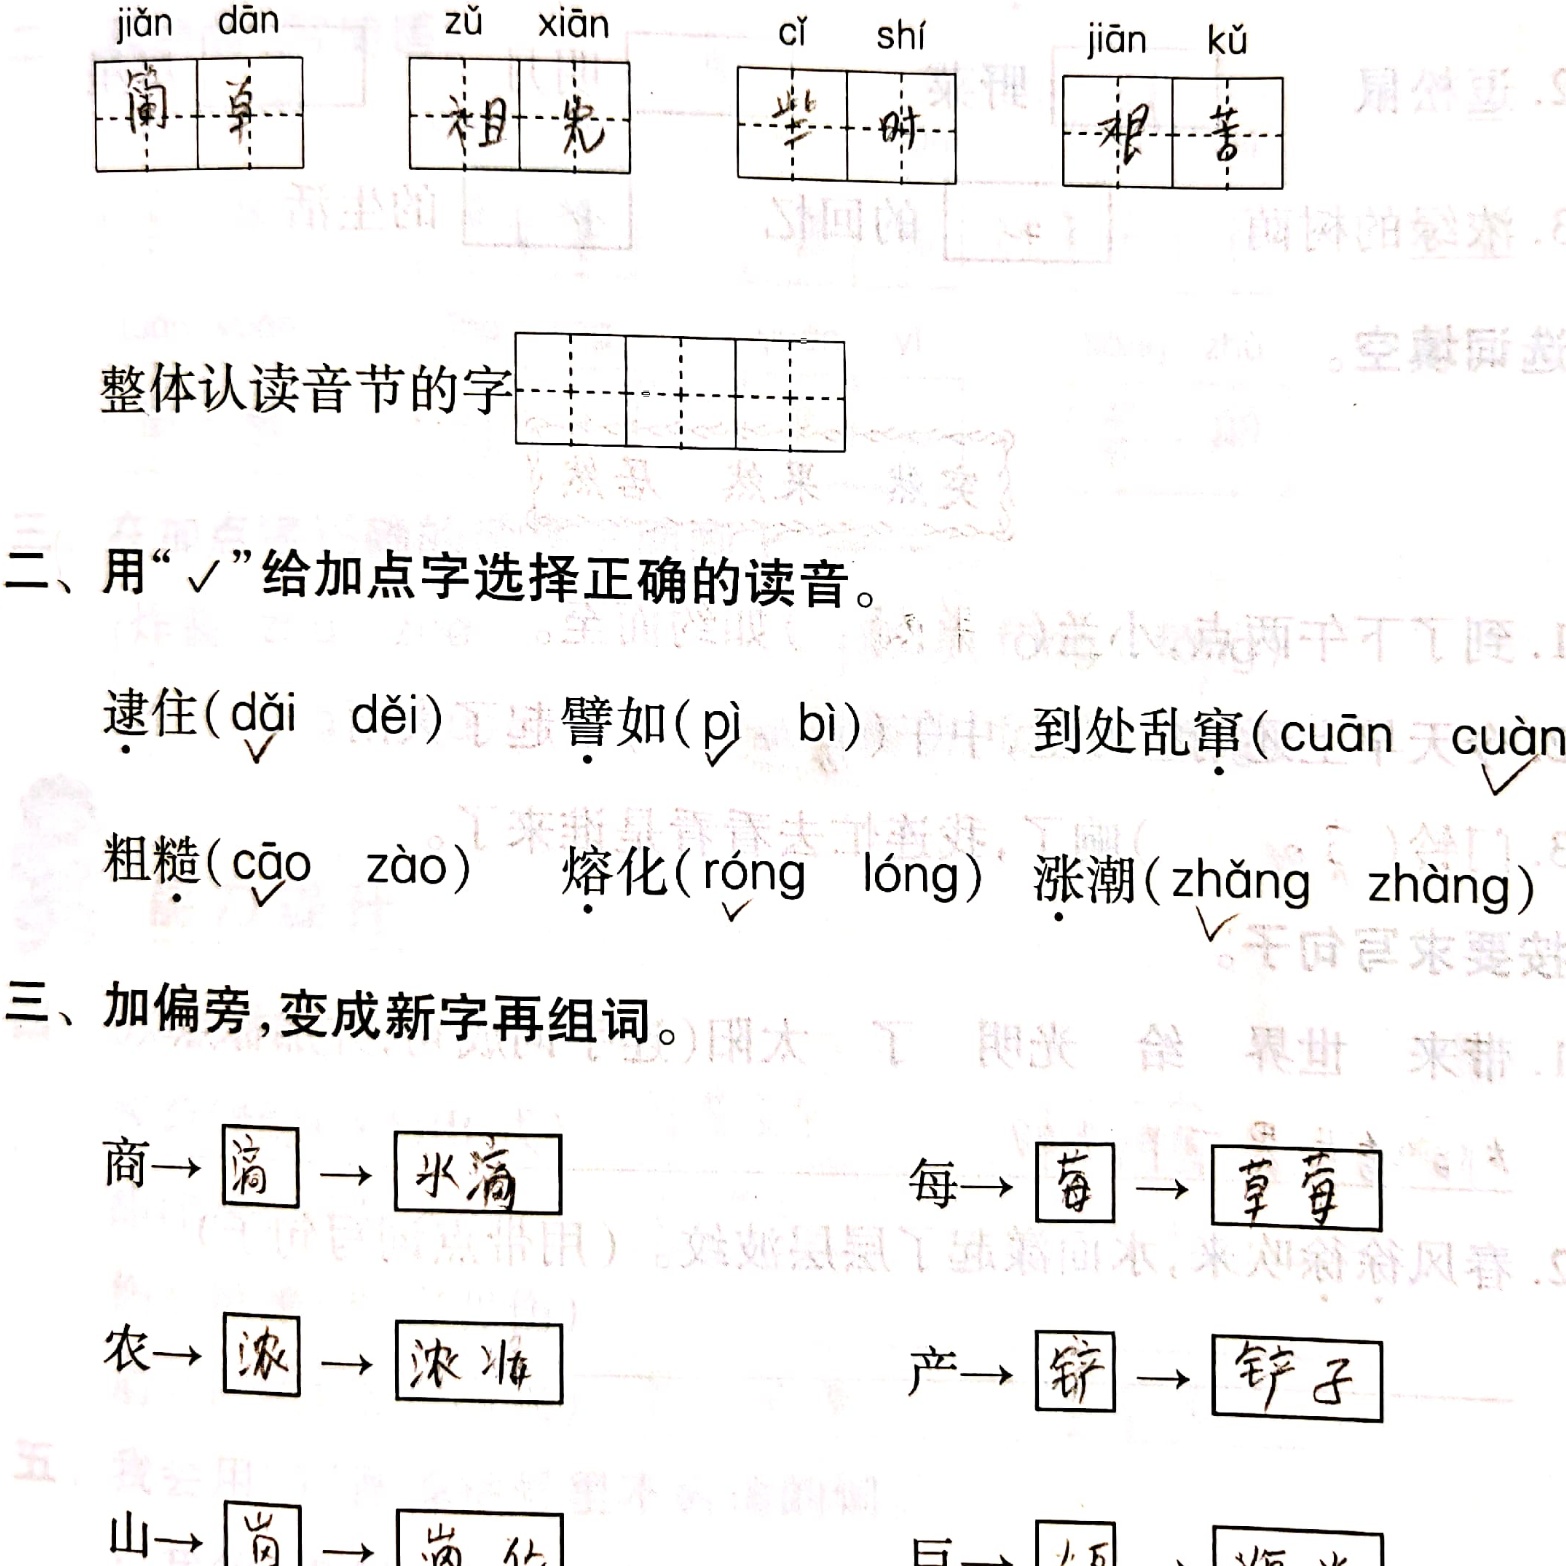 jiǎn dān zǔ xiān cǐ shí jiān kǔ
简单 祖先 此时 艰苦
整体认读音节的字
二、用“✓”给加点字选择正确的读音。
逮住(dǎi děi) 譬如(pì bì) 到处乱窜(cuān cuàn
粗糙(cāo zào) 熔化(róng lóng) 涨潮(zhǎng zhàng)
三、加偏旁,变成新字再组词。
商→滴→水滴 每→莓→草莓
农→浓→浓妆 产→铲→铲子
山→岗→岗